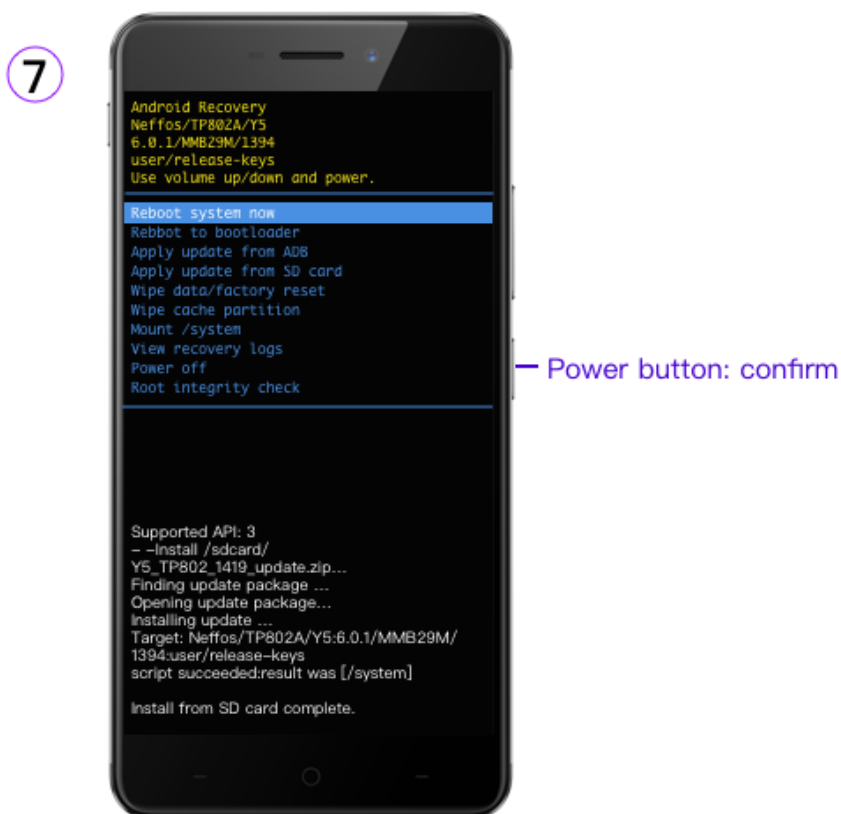 7
Android Recovery
Neffos/TP802A/Y5
6.0.1/MMB29M/1394
user/release-keys
Use volume up/down and power.
Reboot system now
Rebbot to bootloader
Apply update from ADB
Apply update from SD card
Wipe data/factory reset
Wipe cache partition
Mount /system
View recovery logs
Power off
Root integrity check
Power button: confirm
Supported API: 3
– –Install /sdcard/
Y5_TP802_1419_update.zip...
Finding update package ...
Opening update package...
Installing update ...
Target: Neffos/TP802A/Y5:6.0.1/MMB29M/
1394:user/release–keys
script succeeded:result was [/system]
Install from SD card complete.